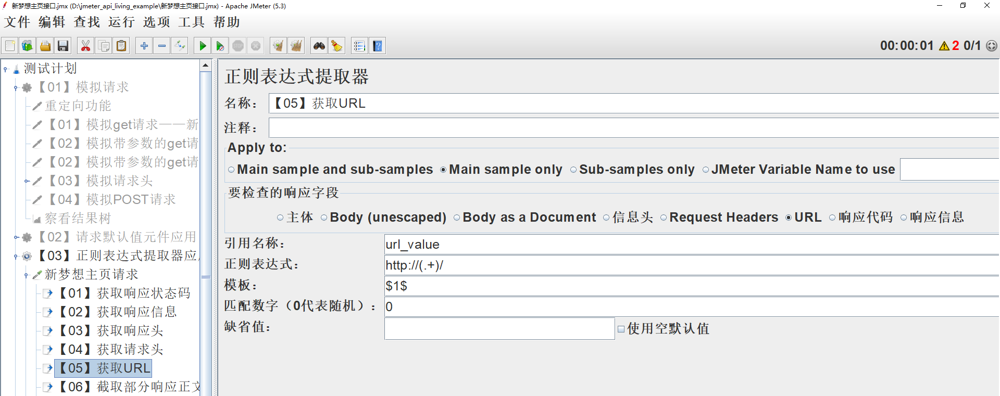 新梦想主页接口.jmx (D:\jmeter_api_living_example\新梦想主页接口.jmx) - Apache JMeter (5.3)
文件 编辑 查找 运行 选项 工具 帮助
00:00:01 2 0/1
测试计划
【01】模拟请求
重定向功能
【01】模拟get请求——新
【02】模拟带参数的get请
【02】模拟带参数的get请
【03】模拟请求头
【04】模拟POST请求
察看结果树
【02】请求默认值元件应用
【03】正则表达式提取器应
新梦想主页请求
【01】获取响应状态码
【02】获取响应信息
【03】获取响应头
【04】获取请求头
【05】获取URL
【06】截取部分响应正文
正则表达式提取器
名称： 【05】获取URL
注释：
Apply to:
Main sample and sub-samples Main sample only Sub-samples only JMeter Variable Name to use
要检查的响应字段
主体 Body (unescaped) Body as a Document 信息头 Request Headers URL 响应代码 响应信息
引用名称： url_value
正则表达式： http://(.+)/
模板： $1$
匹配数字（0代表随机）： 0
缺省值： 使用空默认值